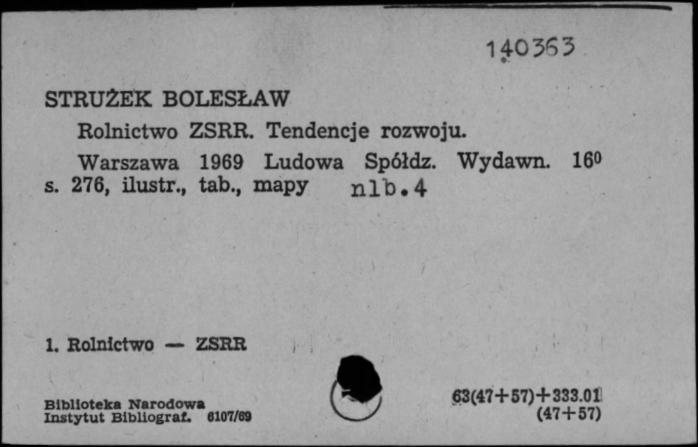 140363
STRUŻEK BOLESŁAW
Rolnictwo ZSRR. Tendencje rozwoju.
Warszawa 1969 Ludowa Spółdz. Wydawn. 16⁰
s. 276, ilustr., tab., mapy nlb.4
1. Rolnictwo — ZSRR
Biblioteka Narodowa
Instytut Bibliograf. 6107/69
63(47+57)+333.01
(47+57)